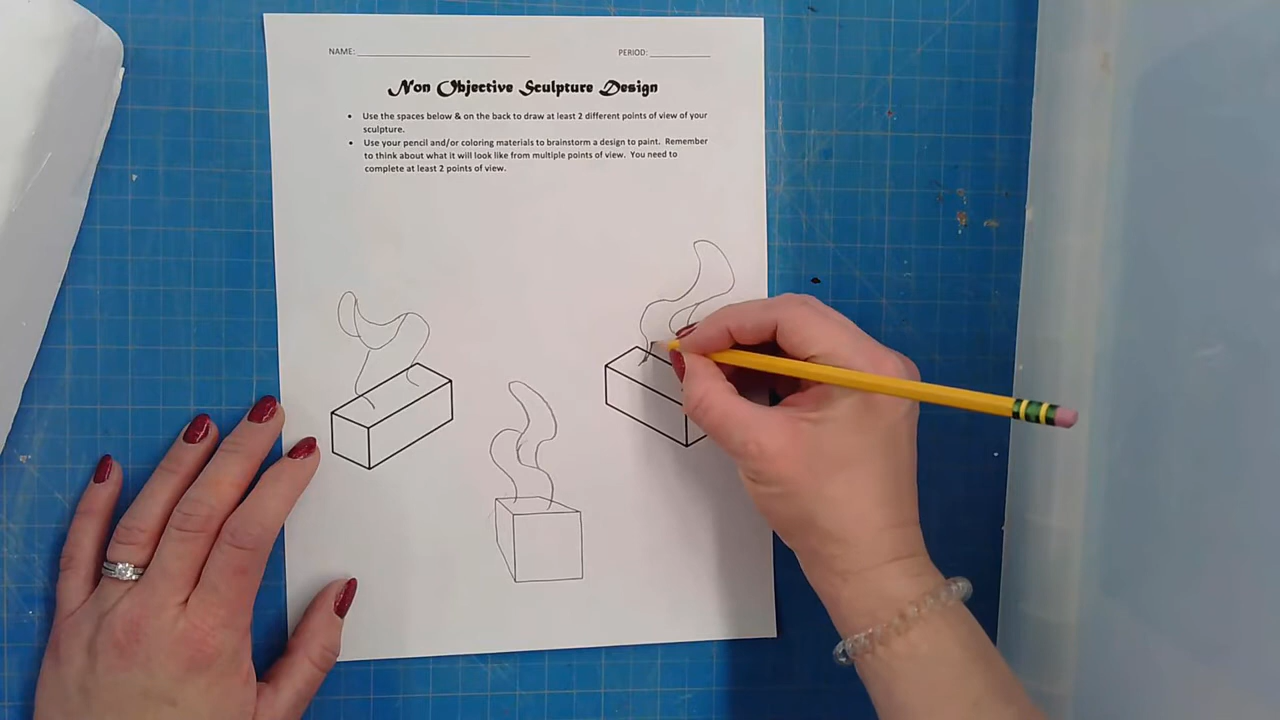 NAME: ____________________ PERIOD: __________
Non Objective Sculpture Design
• Use the spaces below & on the back to draw at least 2 different points of view of your
sculpture.
• Use your pencil and/or coloring materials to brainstorm a design to paint. Remember
to think about what it will look like from multiple points of view. You need to
complete at least 2 points of view.